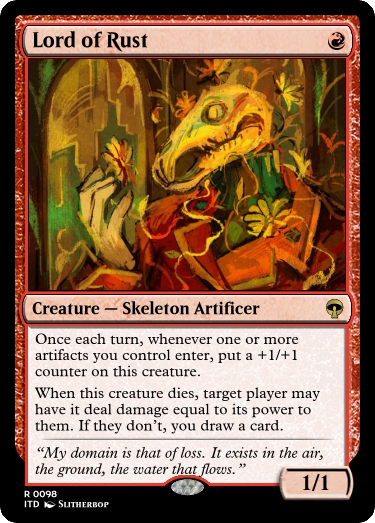 Lord of Rust
Creature — Skeleton Artificer
Once each turn, whenever one or more
artifacts you control enter, put a +1/+1
counter on this creature.
When this creature dies, target player may
have it deal damage equal to its power to
them. If they don't, you draw a card.
“My domain is that of loss. It exists in the air,
the ground, the water that flows.”
1/1
R 0098
ITD SLITHERBOP